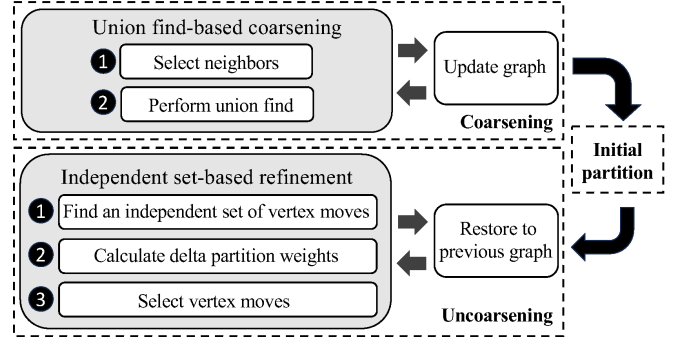 Union find-based coarsening
1 Select neighbors
2 Perform union find
Update graph
Coarsening
Initial
partition
Independent set-based refinement
1 Find an independent set of vertex moves
2 Calculate delta partition weights
3 Select vertex moves
Restore to
previous graph
Uncoarsening